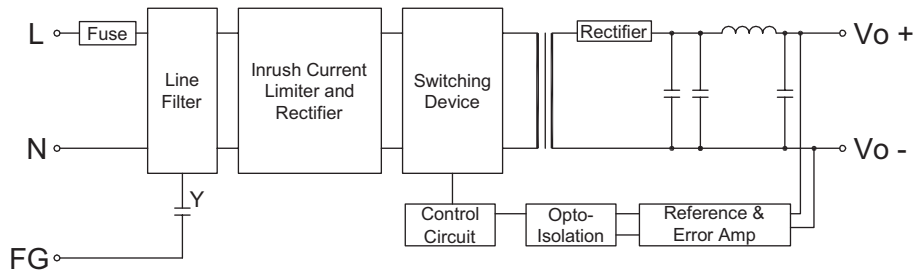 L
Fuse
Line
Filter
Inrush Current
Limiter and
Rectifier
Switching
Device
Rectifier
Vo +
N
Vo -
Y
Control
Circuit
Opto-
Isolation
Reference &
Error Amp
FG